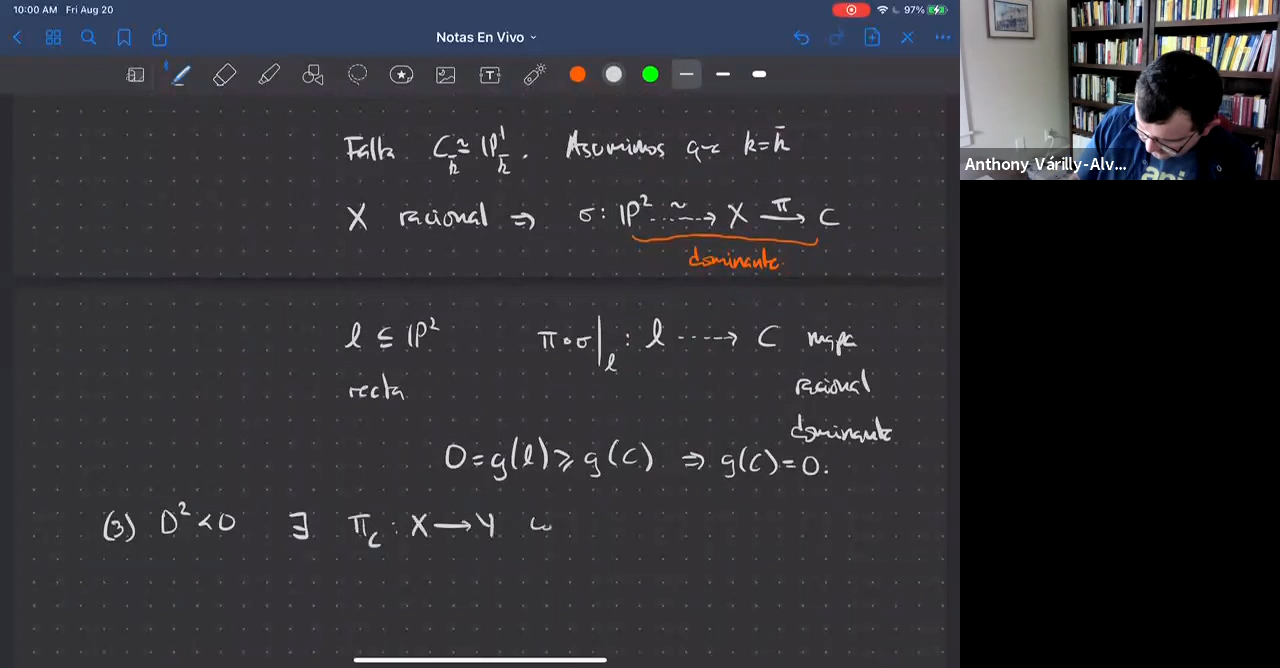 10:00 AM Fri Aug 20
97%
Notas En Vivo
Anthony Várilly-Alv...
Falta C_k̄ ≃ ℙ¹_k̄. Asumimos que k=k̄
X racional ⇒ σ: ℙ² ⇢ X →π C
dominante
l ⊆ ℙ² π∘σ|_l : l ⇢ C mapa
recta racional
dominante
0 = g(l) ⩾ g(C) ⇒ g(C)=0.
(3) D² < 0 ∃ π_C : X → Y